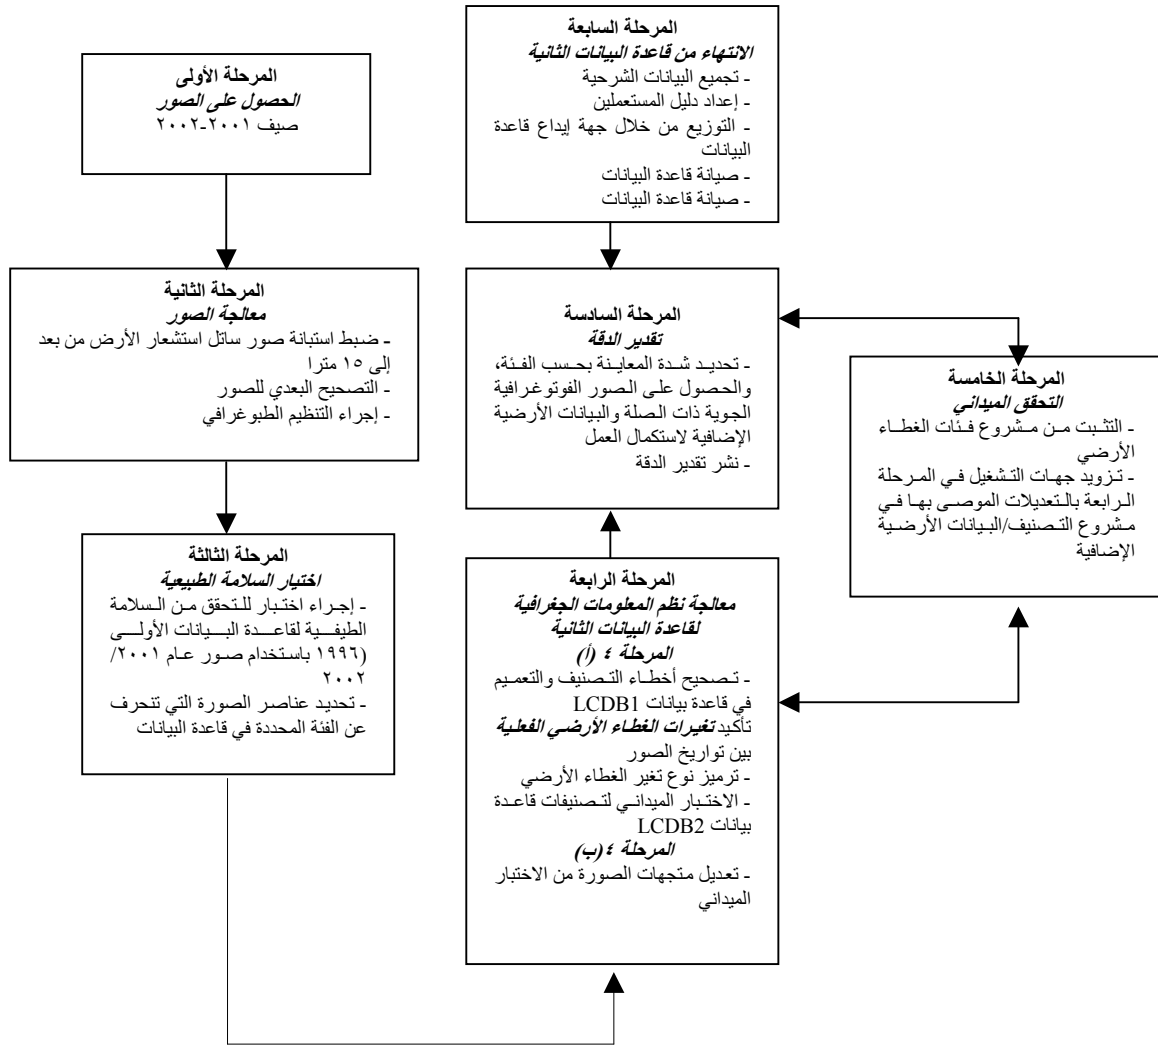 المرحلة الأولى
الحصول على الصور
صيف ٢٠٠١-٢٠٠٢
المرحلة الثانية
معالجة الصور
- ضبط استبانة صور ساتل استشعار الأرض من بعد
إلى ١٥ مترا
- التصحيح البعدي للصور
- إجراء التنظيم الطبوغرافي
المرحلة الثالثة
اختيار السلامة الطبيعية
- إجراء اختبار للتحقق من السلامة
الطيفية لقاعدة البيانات الأولى
(١٩٩٦ باستخدام صور عام ٢٠٠١/
٢٠٠٢
- تحديد عناصر الصورة التي تنحرف
عن الفئة المحددة في قاعدة البيانات
المرحلة الرابعة
معالجة نظم المعلومات الجغرافية
لقاعدة البيانات الثانية
المرحلة ٤ (أ)
- تصحيح أخطاء التصنيف والتعميم
في قاعدة بيانات LCDB1
تأكيد تغيرات الغطاء الأرضي الفعلية
بين تواريخ الصور
- ترميز نوع تغير الغطاء الأرضي
- الاختبار الميداني لتصنيفات قاعدة
بيانات LCDB2
المرحلة ٤ (ب)
- تعديل متجهات الصورة من الاختبار
الميداني
المرحلة الخامسة
التحقق الميداني
- التثبت من مشروع فئات الغطاء
الأرضي
- تزويد جهات التشغيل في المرحلة
الرابعة بالتعديلات الموصى بها في
مشروع التصنيف/البيانات الأرضية
الإضافية
المرحلة السادسة
تقدير الدقة
- تحديد شدة المعاينة بحسب الفئة،
والحصول على الصور الفوتوغرافية
الجوية ذات الصلة والبيانات الأرضية
الإضافية لاستكمال العمل
- نشر تقدير الدقة
المرحلة السابعة
الانتهاء من قاعدة البيانات الثانية
- تجميع البيانات الشرحية
- إعداد دليل المستعملين
- التوزيع من خلال جهة إيداع قاعدة
البيانات
- صيانة قاعدة البيانات
- صيانة قاعدة البيانات